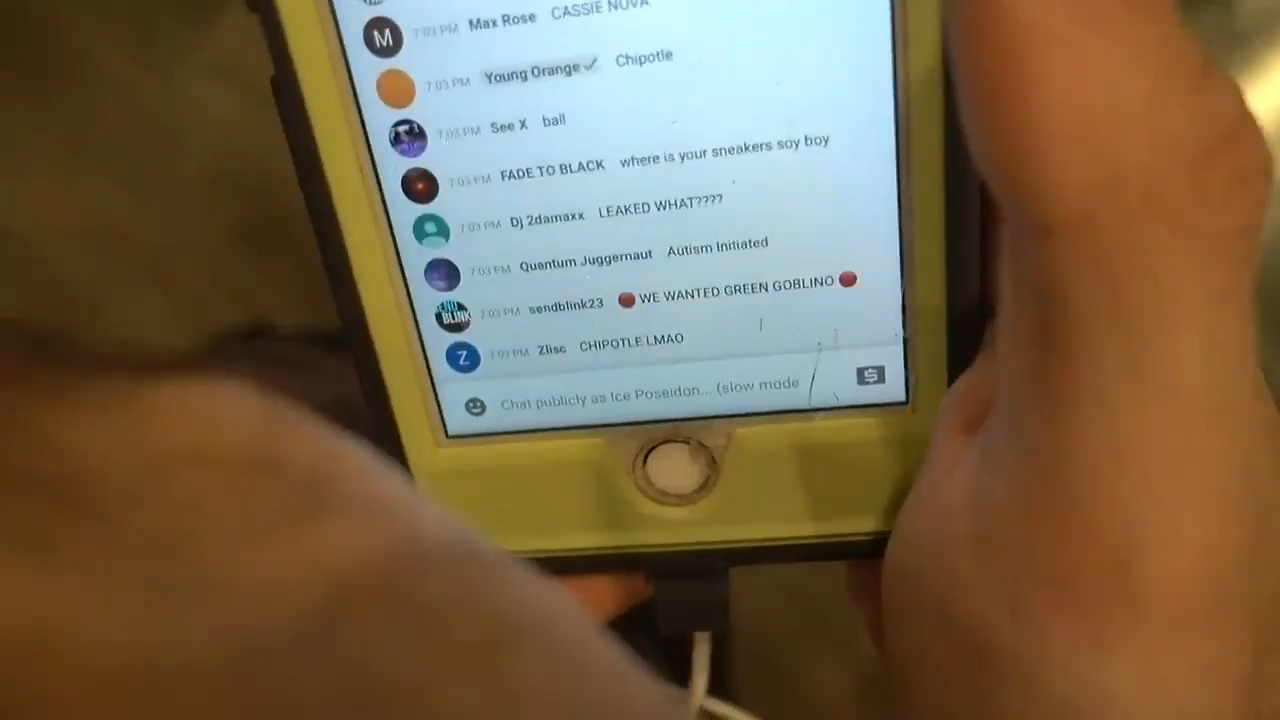 7:03 PM Max Rose CASSIE NOVA
7:03 PM Young Orange✓ Chipotle
7:03 PM See X ball
7:03 PM FADE TO BLACK where is your sneakers soy boy
7:03 PM Dj 2damaxx LEAKED WHAT????
7:03 PM Quantum Juggernaut Autism Initiated
7:03 PM sendblink23 🔴 WE WANTED GREEN GOBLINO 🔴
7:03 PM Zlisc CHIPOTLE LMAO
Chat publicly as Ice Poseidon... (slow mode